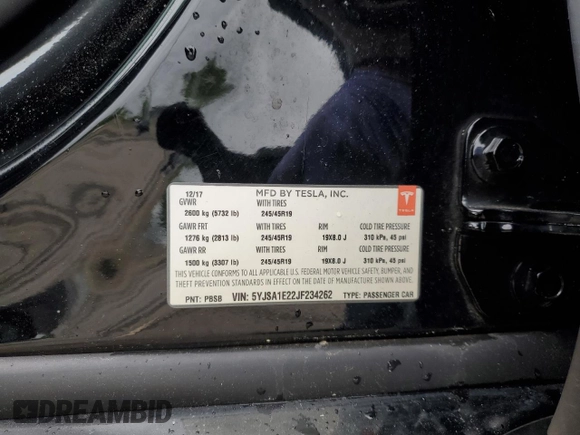 12/17 MFD BY TESLA, INC.
GVWR WITH TIRES
2600 kg (5732 lb) 245/45R19
TESLA
GAWR FRT WITH TIRES RIM COLD TIRE PRESSURE
1276 kg (2813 lb) 245/45R19 19X8.0 J 310 kPa, 45 psi
GAWR RR WITH TIRES RIM COLD TIRE PRESSURE
1500 kg (3307 lb) 245/45R19 19X8.0 J 310 kPa, 45 psi
THIS VEHICLE CONFORMS TO ALL APPLICABLE U.S. FEDERAL MOTOR VEHICLE SAFETY, BUMPER, AND
THEFT PREVENTION STANDARDS IN EFFECT ON THE DATE OF MANUFACTURE SHOWN ABOVE.
PNT: PBSB VIN: 5YJSA1E22JF234262 TYPE: PASSENGER CAR
DREAMBID